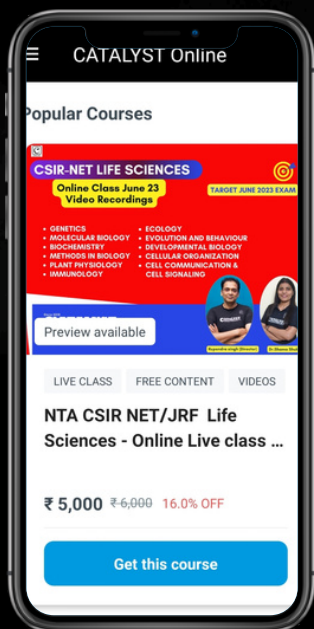 CATALYST Online
Popular Courses
CSIR-NET LIFE SCIENCES
Online Class June 23
Video Recordings
TARGET JUNE 2023 EXAM
• GENETICS
• MOLECULAR BIOLOGY
• BIOCHEMISTRY
• METHODS IN BIOLOGY
• PLANT PHYSIOLOGY
• IMMUNOLOGY
• ECOLOGY
• EVOLUTION AND BEHAVIOUR
• DEVELOPMENTAL BIOLOGY
• CELLULAR ORGANIZATION
• CELL COMMUNICATION &
CELL SIGNALING
Preview available
LIVE CLASS FREE CONTENT VIDEOS
NTA CSIR NET/JRF Life
Sciences - Online Live class ...
₹ 5,000 ₹ 6,000 16.0% OFF
Get this course